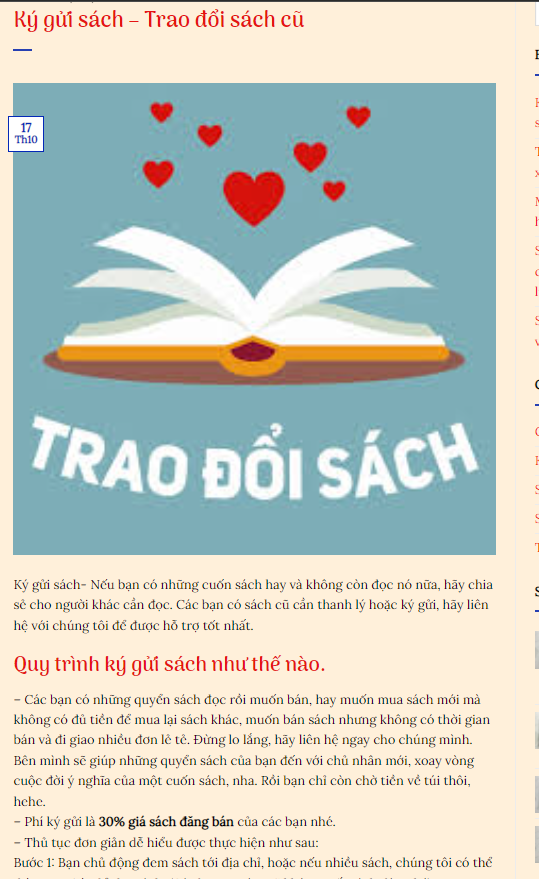 Ký gửi sách – Trao đổi sách cũ
17
Th10
TRAO ĐỔI SÁCH
Ký gửi sách- Nếu bạn có những cuốn sách hay và không còn đọc nó nữa, hãy chia
sẻ cho người khác cần đọc. Các bạn có sách cũ cần thanh lý hoặc ký gửi, hãy liên
hệ với chúng tôi để được hỗ trợ tốt nhất.
Quy trình ký gửi sách như thế nào.
– Các bạn có những quyển sách đọc rồi muốn bán, hay muốn mua sách mới mà
không có đủ tiền để mua lại sách khác, muốn bán sách nhưng không có thời gian
bán và đi giao nhiều đơn lẻ tẻ. Đừng lo lắng, hãy liên hệ ngay cho chúng mình.
Bên mình sẽ giúp những quyển sách của bạn đến với chủ nhân mới, xoay vòng
cuộc đời ý nghĩa của một cuốn sách, nha. Rồi bạn chỉ còn chờ tiền về túi thôi,
hehe.
– Phí ký gửi là 30% giá sách đăng bán của các bạn nhé.
– Thủ tục đơn giản dễ hiểu được thực hiện như sau:
Bước 1: Bạn chủ động đem sách tới địa chỉ, hoặc nếu nhiều sách, chúng tôi có thể